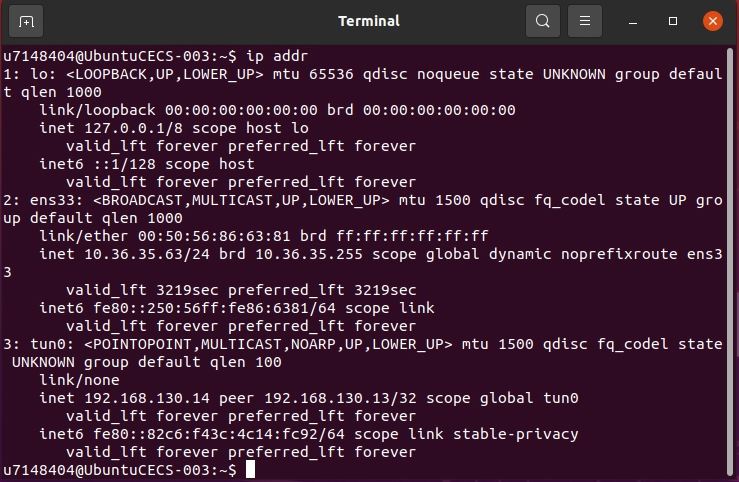 Terminal
u7148404@UbuntuCECS-003:~$ ip addr
1: lo: <LOOPBACK,UP,LOWER_UP> mtu 65536 qdisc noqueue state UNKNOWN group defaul
t qlen 1000
    link/loopback 00:00:00:00:00:00 brd 00:00:00:00:00:00
    inet 127.0.0.1/8 scope host lo
       valid_lft forever preferred_lft forever
    inet6 ::1/128 scope host
       valid_lft forever preferred_lft forever
2: ens33: <BROADCAST,MULTICAST,UP,LOWER_UP> mtu 1500 qdisc fq_codel state UP gro
up default qlen 1000
    link/ether 00:50:56:86:63:81 brd ff:ff:ff:ff:ff:ff
    inet 10.36.35.63/24 brd 10.36.35.255 scope global dynamic noprefixroute ens3
3
       valid_lft 3219sec preferred_lft 3219sec
    inet6 fe80::250:56ff:fe86:6381/64 scope link
       valid_lft forever preferred_lft forever
3: tun0: <POINTOPOINT,MULTICAST,NOARP,UP,LOWER_UP> mtu 1500 qdisc fq_codel state
 UNKNOWN group default qlen 100
    link/none
    inet 192.168.130.14 peer 192.168.130.13/32 scope global tun0
       valid_lft forever preferred_lft forever
    inet6 fe80::82c6:f43c:4c14:fc92/64 scope link stable-privacy
       valid_lft forever preferred_lft forever
u7148404@UbuntuCECS-003:~$